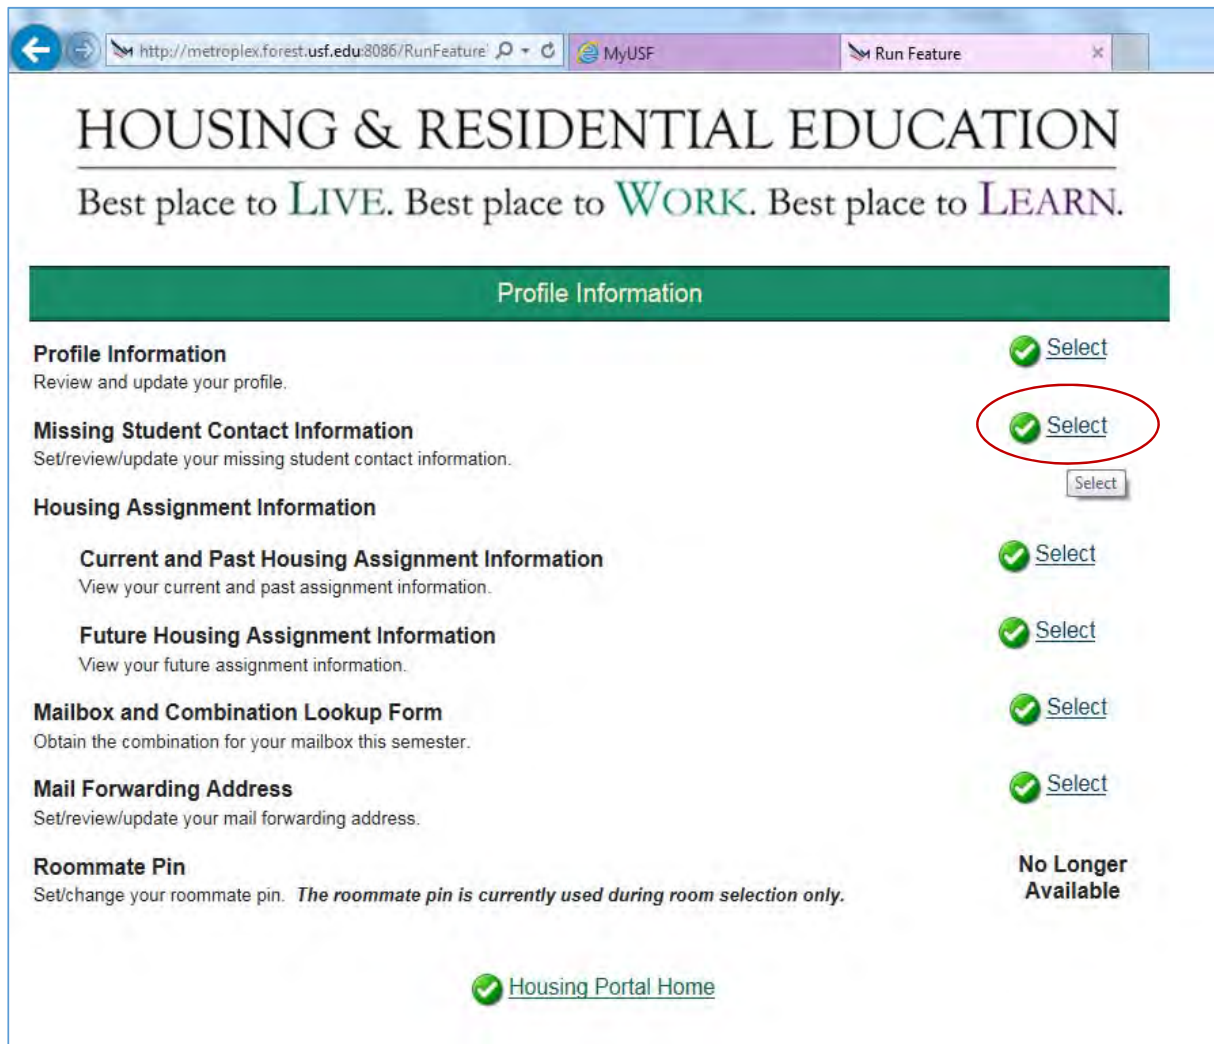 http://metroplex.forest.usf.edu:8086/RunFeature
MyUSF
Run Feature
HOUSING & RESIDENTIAL EDUCATION
Best place to LIVE. Best place to WORK. Best place to LEARN.
Profile Information
Profile Information
Select
Review and update your profile.
Missing Student Contact Information
Select
Set/review/update your missing student contact information.
Select
Housing Assignment Information
Current and Past Housing Assignment Information
Select
View your current and past assignment information.
Future Housing Assignment Information
Select
View your future assignment information.
Mailbox and Combination Lookup Form
Select
Obtain the combination for your mailbox this semester.
Mail Forwarding Address
Select
Set/review/update your mail forwarding address.
Roommate Pin
No Longer
Available
Set/change your roommate pin. The roommate pin is currently used during room selection only.
Housing Portal Home